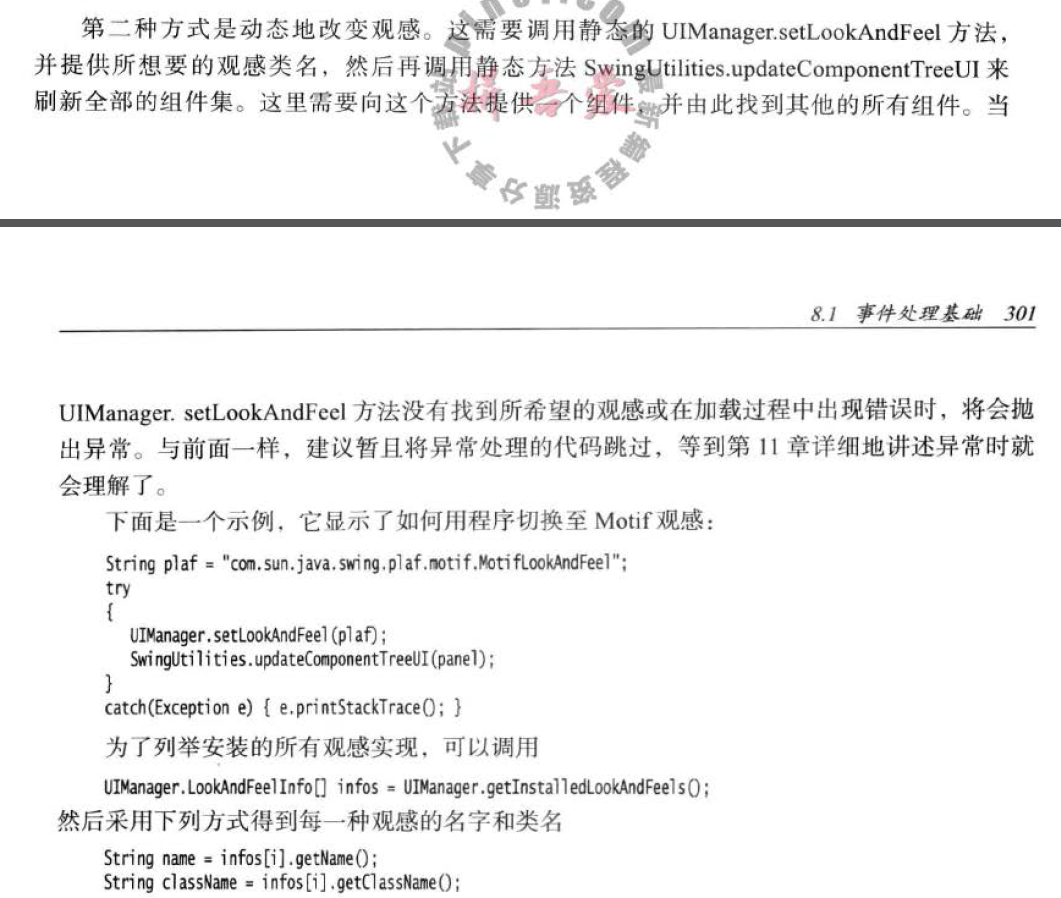 第二种方式是动态地改变观感。这需要调用静态的 UIManager.setLookAndFeel 方法，
并提供所想要的观感类名，然后再调用静态方法 SwingUtilities.updateComponentTreeUI 来
刷新全部的组件集。这里需要向这个方法提供一个组件，并由此找到其他的所有组件。当
下载站
最新编程资源分享
8.1 事件处理基础 301
UIManager. setLookAndFeel 方法没有找到所希望的观感或在加载过程中出现错误时，将会抛
出异常。与前面一样，建议暂且将异常处理的代码跳过，等到第 11 章详细地讲述异常时就
会理解了。
下面是一个示例，它显示了如何用程序切换至 Motif 观感：
String plaf = "com.sun.java.swing.plaf.motif.MotifLookAndFeel";
try
{
UIManager.setLookAndFeel(plaf);
SwingUtilities.updateComponentTreeUI(panel);
}
catch(Exception e) { e.printStackTrace(); }
为了列举安装的所有观感实现，可以调用
UIManager.LookAndFeelInfo[] infos = UIManager.getInstalledLookAndFeels();
然后采用下列方式得到每一种观感的名字和类名
String name = infos[i].getName();
String className = infos[i].getClassName();